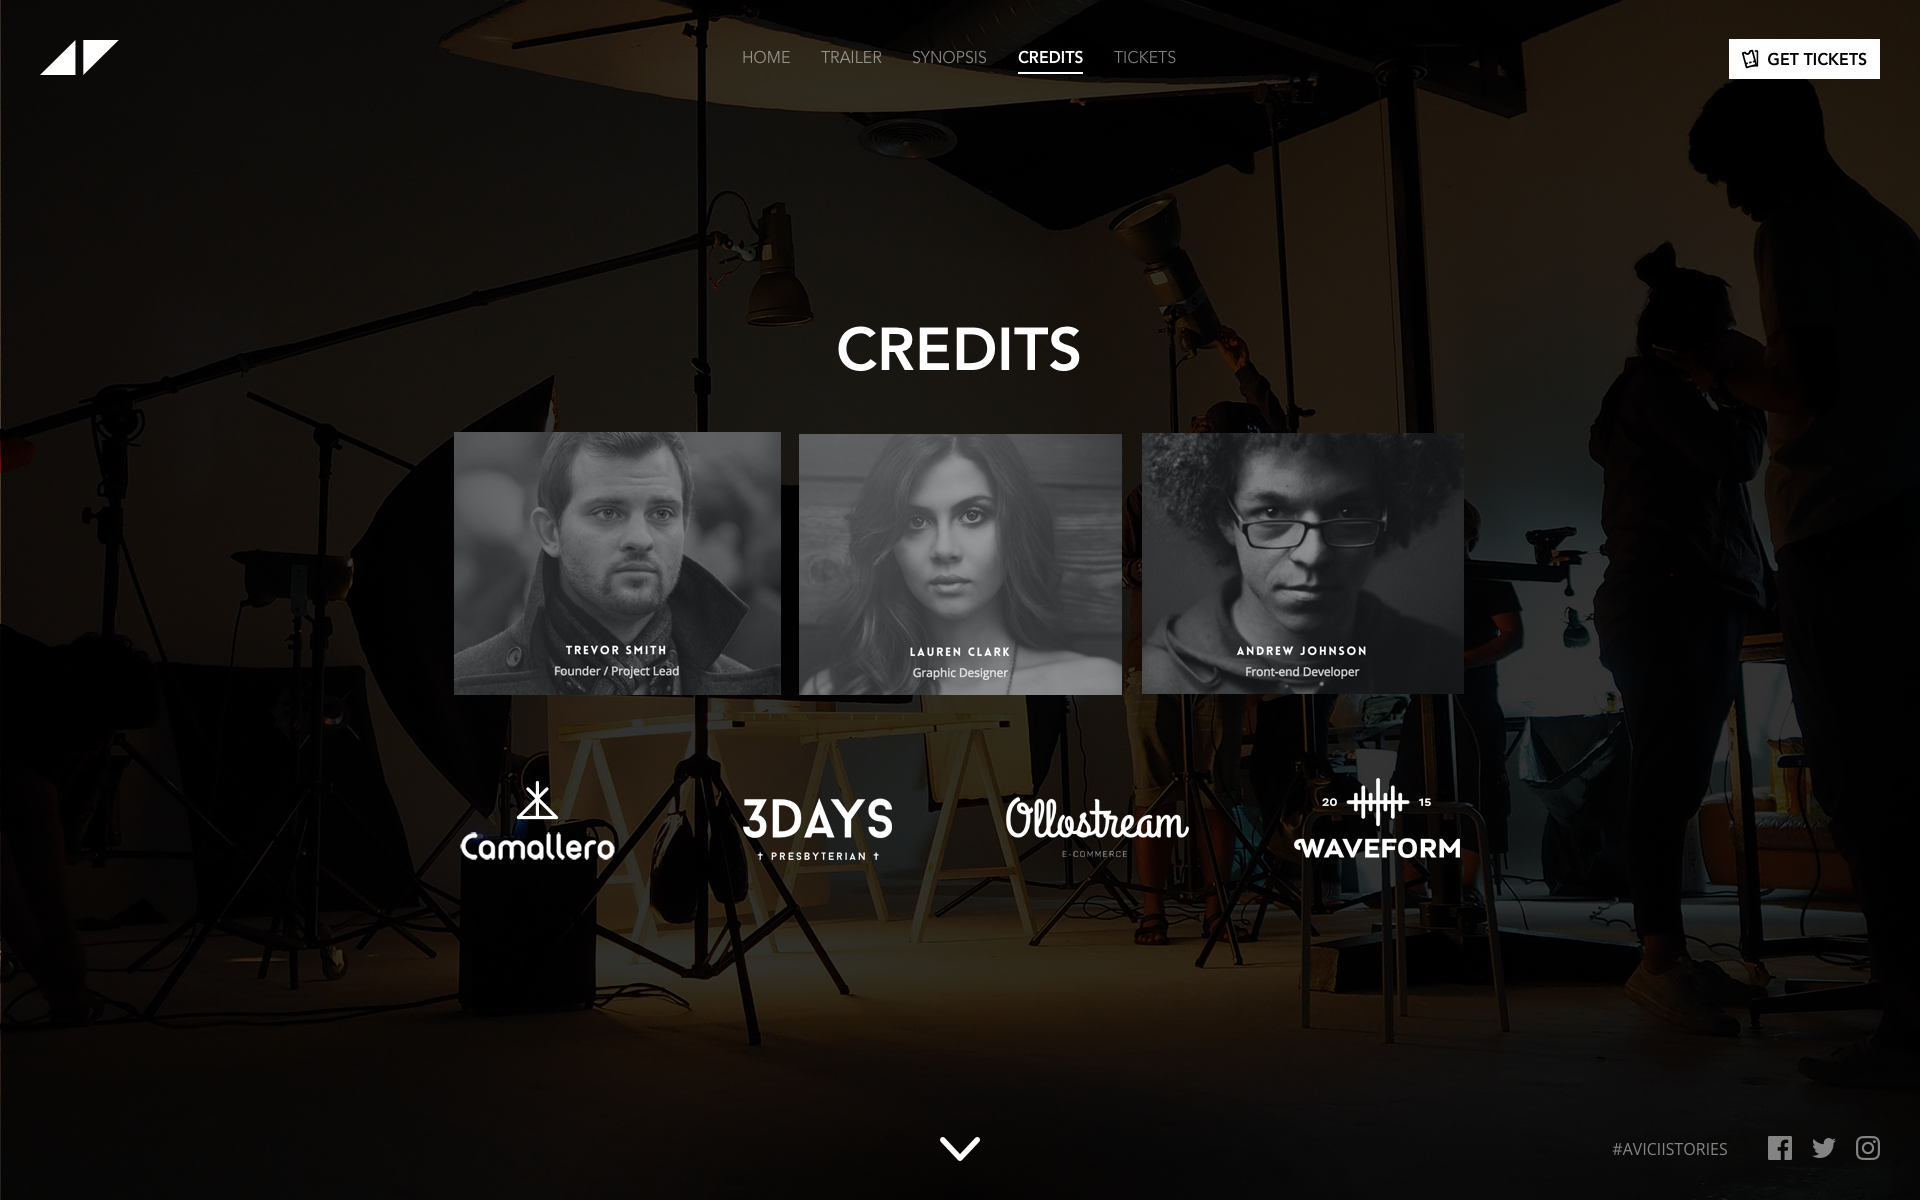 HOME TRAILER SYNOPSIS CREDITS TICKETS
GET TICKETS
CREDITS
TREVOR SMITH
Founder / Project Lead
LAUREN CLARK
Graphic Designer
ANDREW JOHNSON
Front-end Developer
Camallero
3DAYS
† PRESBYTERIAN †
Ollostream
E-COMMERCE
20 15
WAVEFORM
#AVICIISTORIES